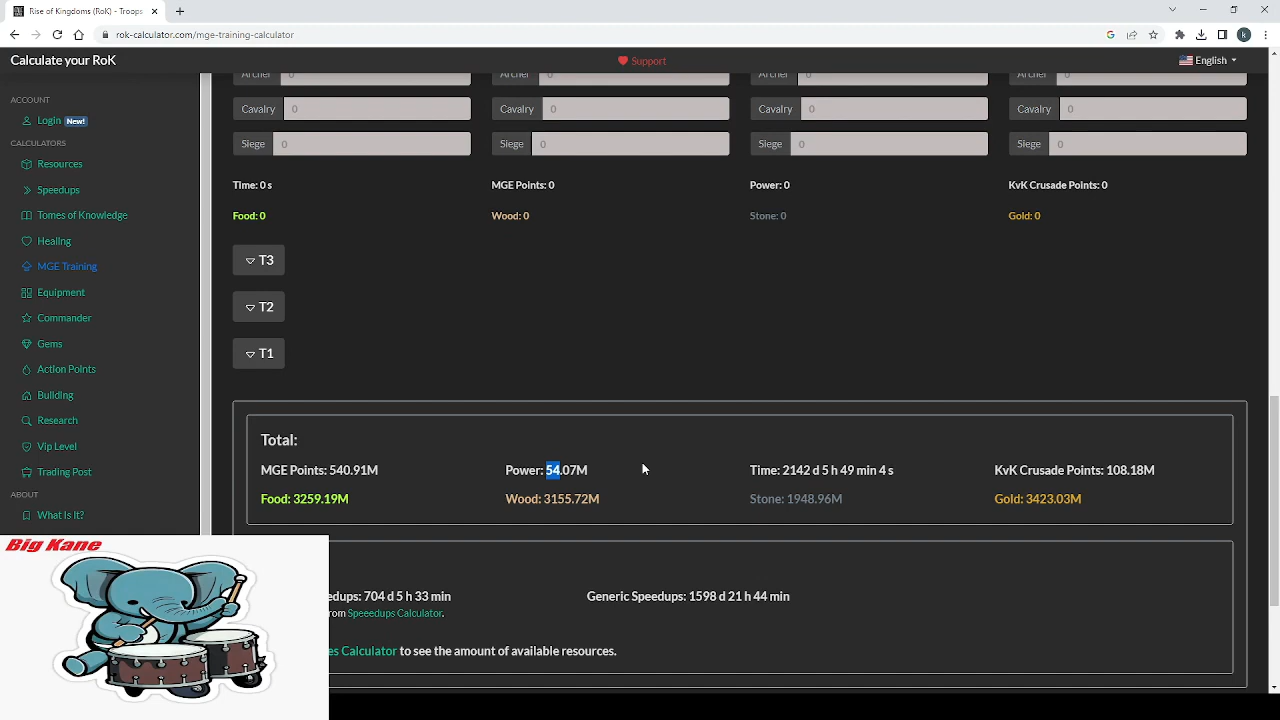 Rise of Kingdoms (RoK) - Troops
rok-calculator.com/mge-training-calculator
Calculate your RoK
Support
English
ACCOUNT
Login New!
CALCULATORS
Resources
Speedups
Tomes of Knowledge
Healing
MGE Training
Equipment
Commander
Gems
Action Points
Building
Research
Vip Level
Trading Post
ABOUT
What Is It?
Archer 0 Archer 0 Archer 0 Archer 0
Cavalry 0 Cavalry 0 Cavalry 0 Cavalry 0
Siege 0 Siege 0 Siege 0 Siege 0
Time: 0 s MGE Points: 0 Power: 0 KvK Crusade Points: 0
Food: 0 Wood: 0 Stone: 0 Gold: 0
T3
T2
T1
Total:
MGE Points: 540.91M Power: 54.07M Time: 2142 d 5 h 49 min 4 s KvK Crusade Points: 108.18M
Food: 3259.19M Wood: 3155.72M Stone: 1948.96M Gold: 3423.03M
edups: 704 d 5 h 33 min Generic Speedups: 1598 d 21 h 44 min
rom Speeedups Calculator.
es Calculator to see the amount of available resources.
Big Kane